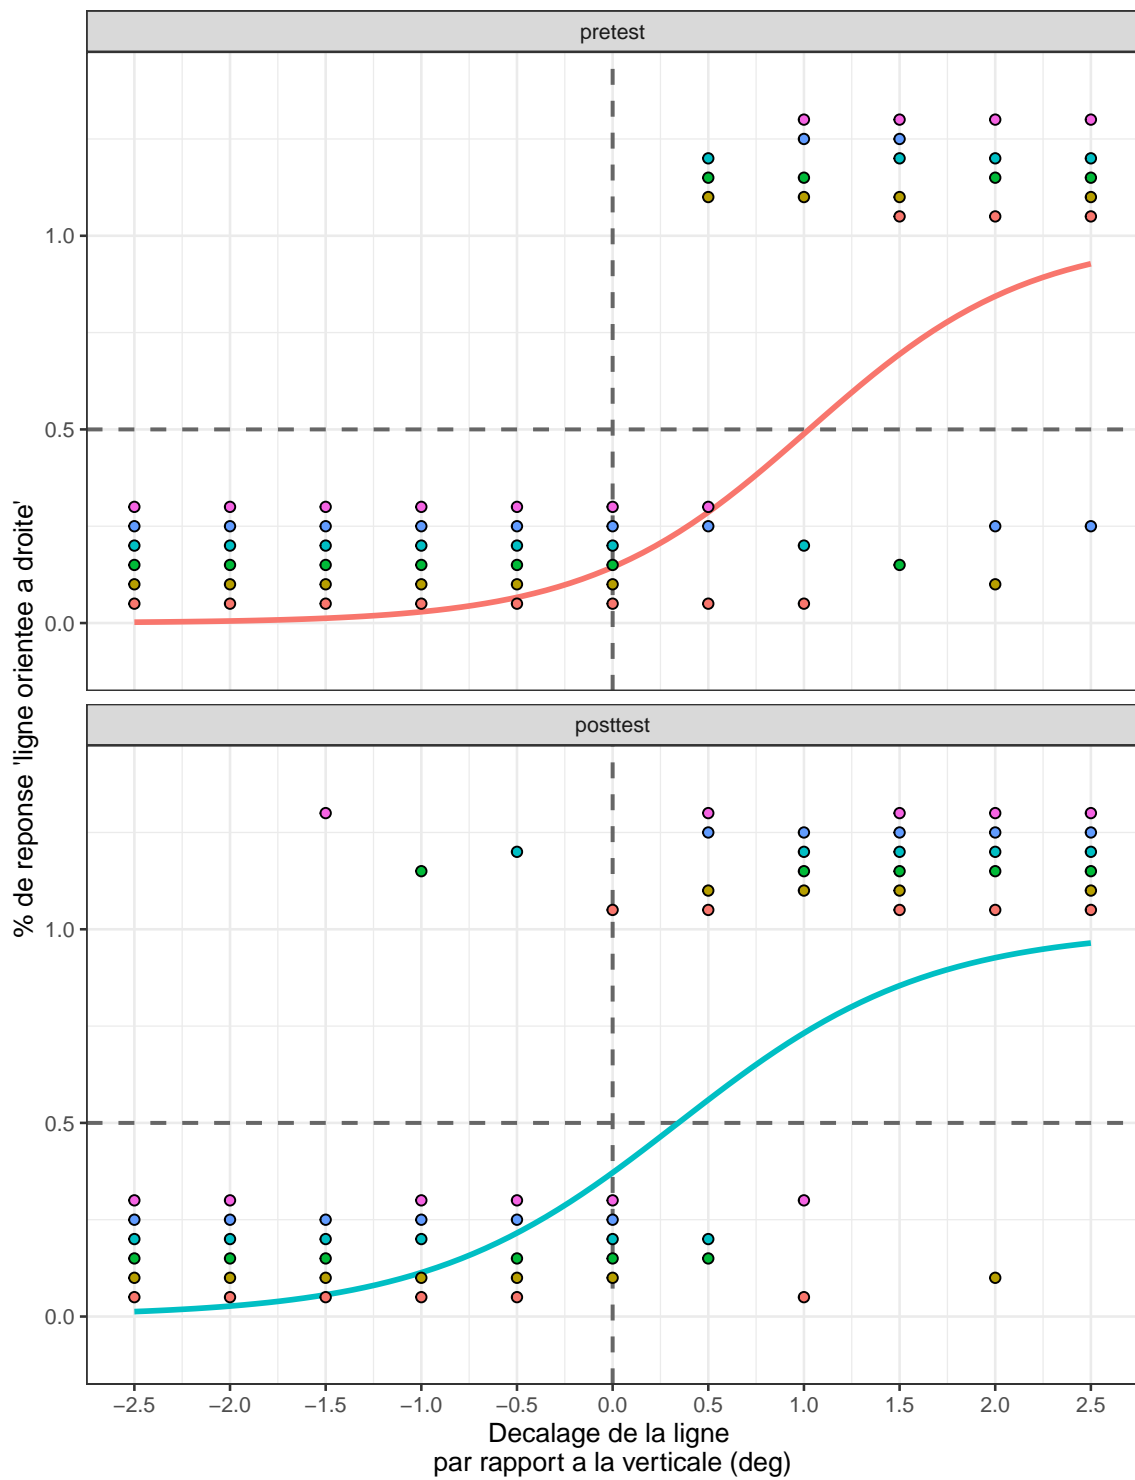 pretest
1.0
0.5
0.0
% de reponse 'ligne orientee a droite'
posttest
1.0
0.5
0.0
−2.5 −2.0 −1.5 −1.0 −0.5 0.0 0.5 1.0 1.5 2.0 2.5
Decalage de la ligne
par rapport a la verticale (deg)